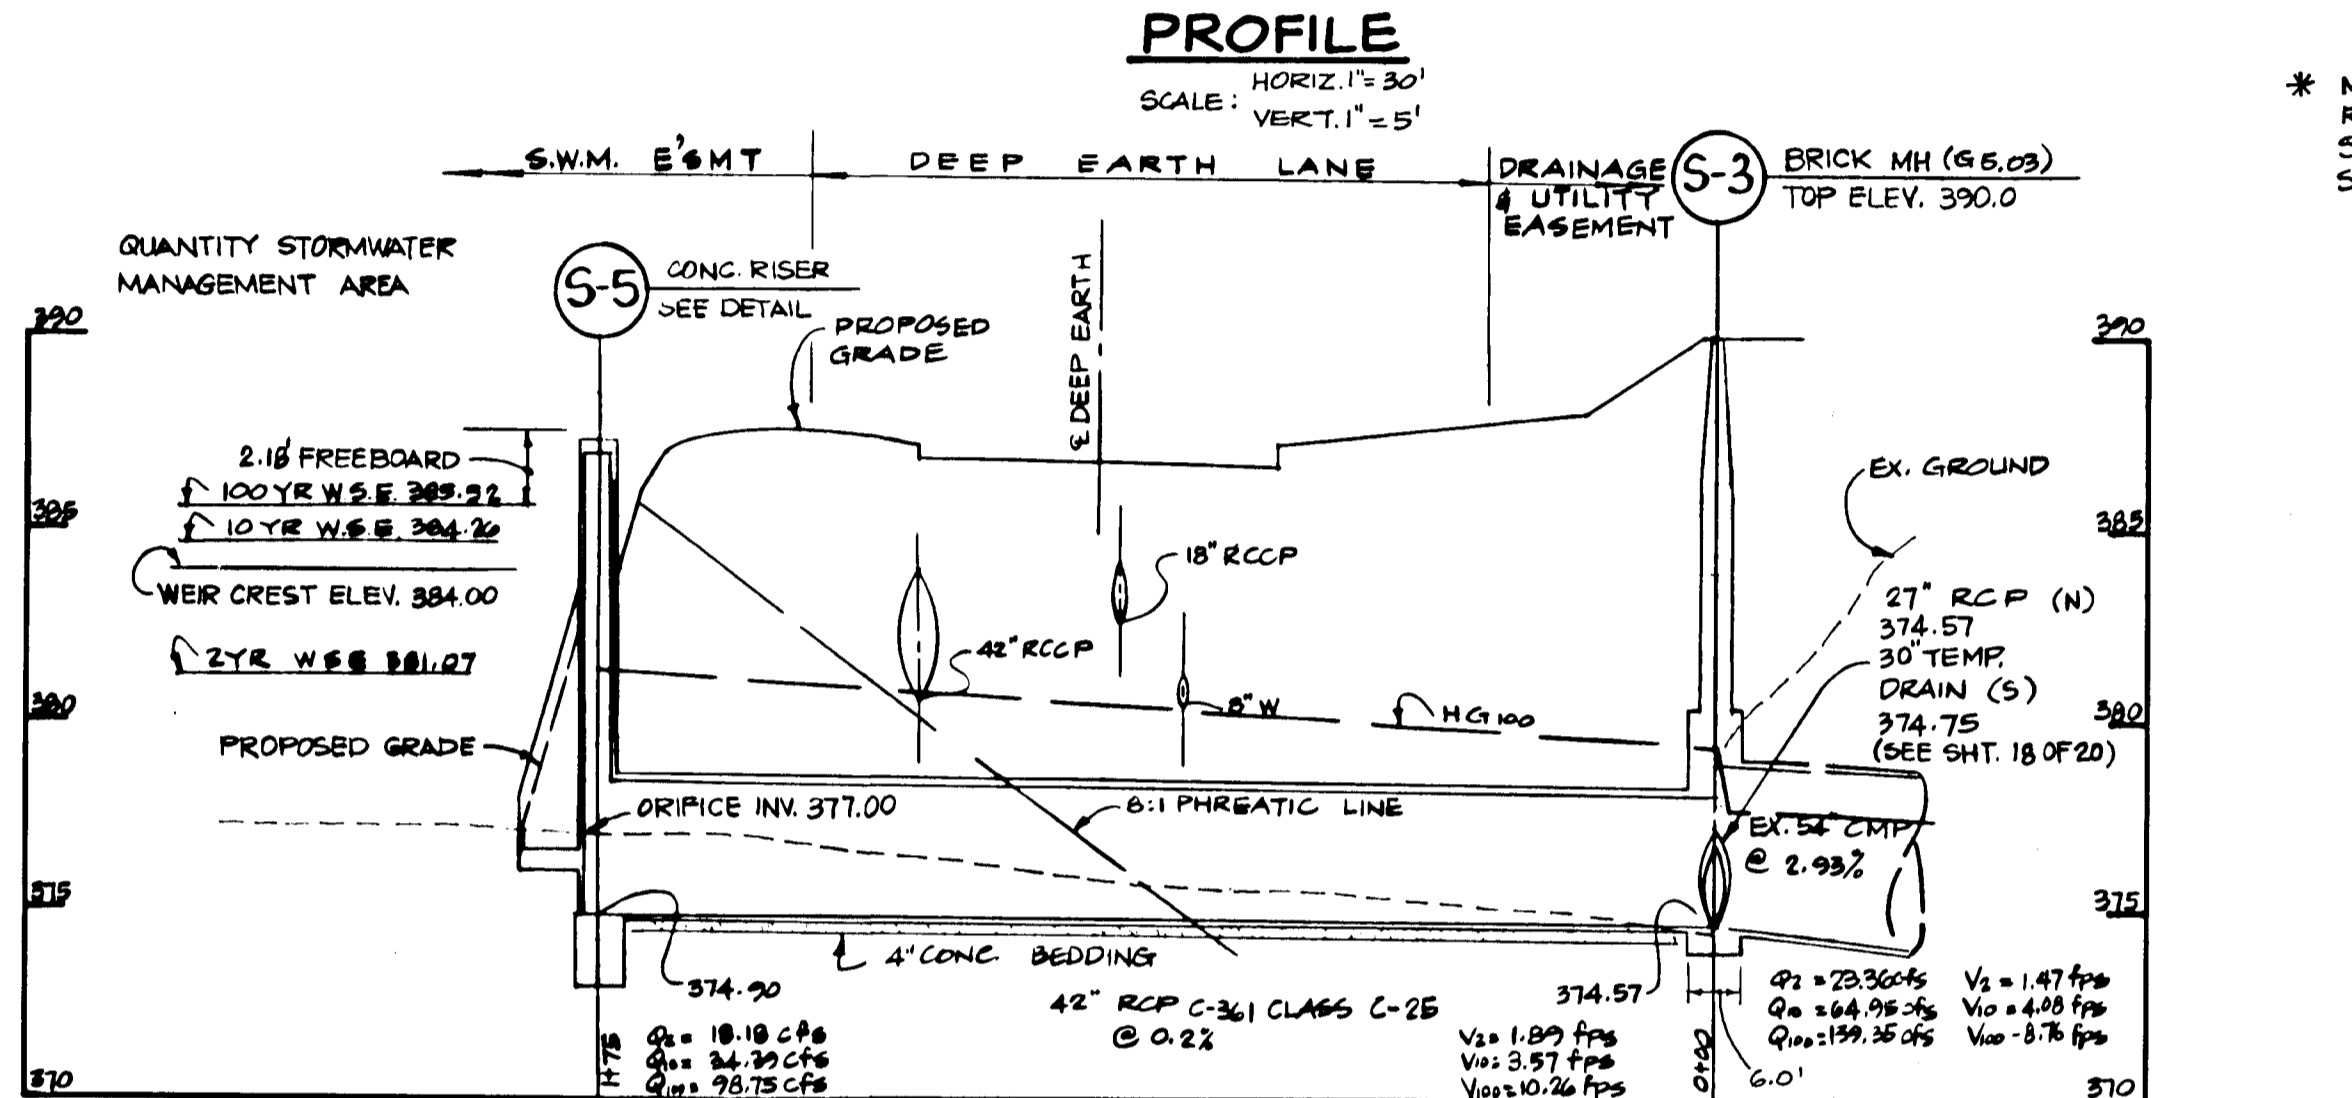 PROFILE
SCALE: HORIZ. 1" = 30'
VERT. 1" = 5'
S.W.M. E'SMT
DEEP EARTH LANE
DRAINAGE
& UTILITY
EASEMENT
S-3
BRICK MH (G 5.03)
TOP ELEV. 390.0
*
QUANTITY STORMWATER
MANAGEMENT AREA
S-5
CONC. RISER
SEE DETAIL
PROPOSED
GRADE
℄ DEEP EARTH
390
390
2.18' FREEBOARD
100 YR W.S.E. 385.52
385
10 YR W.S.E. 384.26
WEIR CREST ELEV. 384.00
2 YR WSE 381.07
380
PROPOSED GRADE
EX. GROUND
385
18" RCCP
42" RCCP
8" W
HG100
27" RCP (N)
374.57
30" TEMP.
DRAIN (S)
374.75
(SEE SHT. 18 OF 20)
380
ORIFICE INV. 377.00
8:1 PHREATIC LINE
EX. 54" CMP
@ 2.93%
375
375
4" CONC. BEDDING
374.90
42" RCP C-361 CLASS C-25
@ 0.2%
374.57
Q2 = 23.36cfs V2 = 1.47 fps
Q10 = 64.95 cfs V10 = 4.08 fps
Q100 = 139.35 cfs V100 = 8.76 fps
1+75
Q2 = 18.18 cfs
Q10 = 34.39 cfs
Q100 = 98.75 cfs
V2 = 1.89 fps
V10 = 3.57 fps
V100 = 10.26 fps
0+00
6.0'
370
370